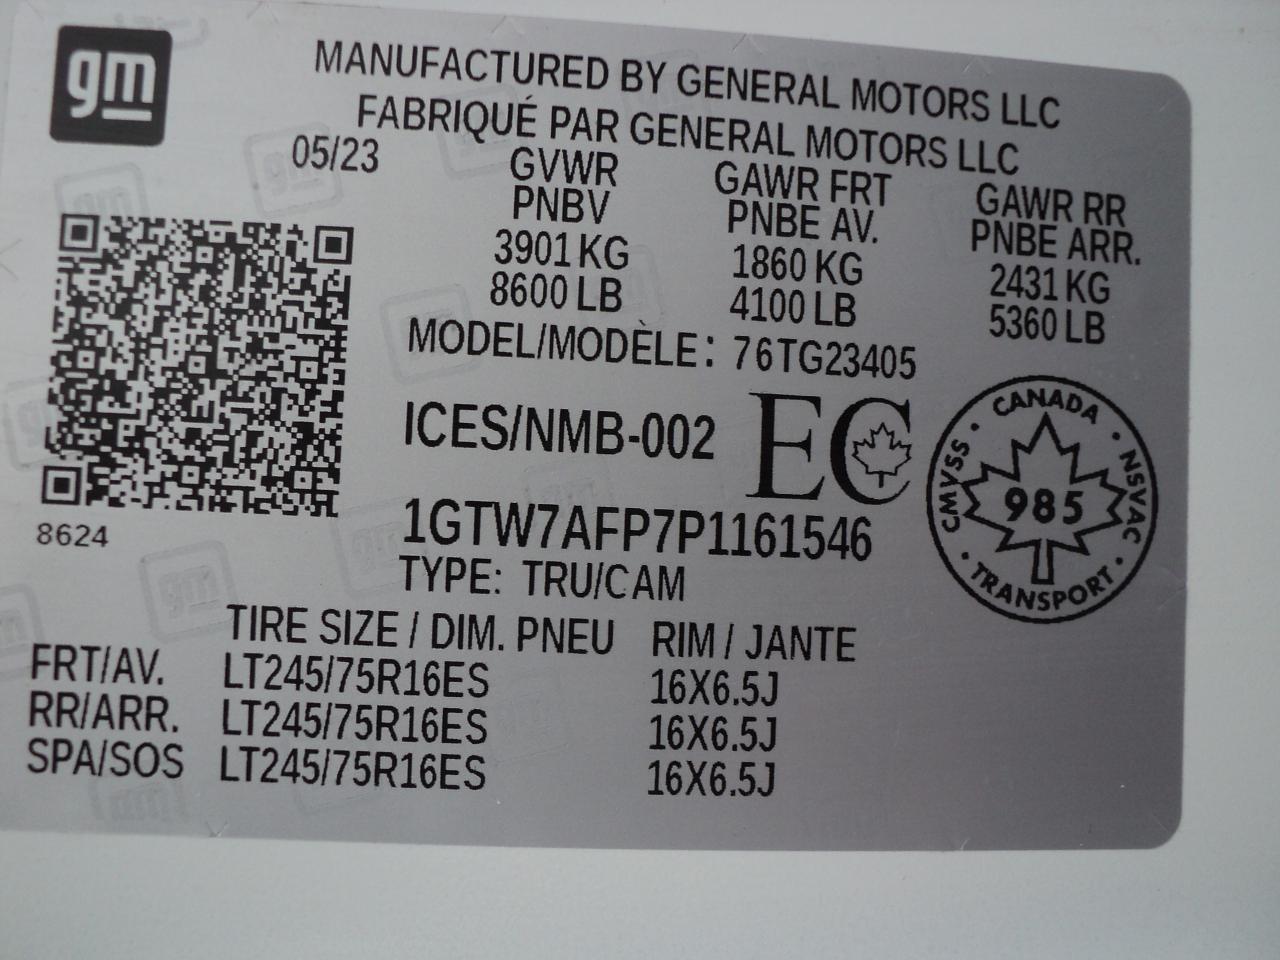 gm
MANUFACTURED BY GENERAL MOTORS LLC
FABRIQUÉ PAR GENERAL MOTORS LLC
05/23
GVWR GAWR FRT GAWR RR
PNBV PNBE AV. PNBE ARR.
3901 KG 1860 KG 2431 KG
8600 LB 4100 LB 5360 LB
MODEL/MODÈLE: 76TG23405
ICES/NMB-002 EC
CANADA
CMVSS • 985 • NSVAC
TRANSPORT
1GTW7AFP7P1161546
8624
TYPE: TRU/CAM
TIRE SIZE / DIM. PNEU RIM / JANTE
FRT/AV. LT245/75R16ES 16X6.5J
RR/ARR. LT245/75R16ES 16X6.5J
SPA/SOS LT245/75R16ES 16X6.5J